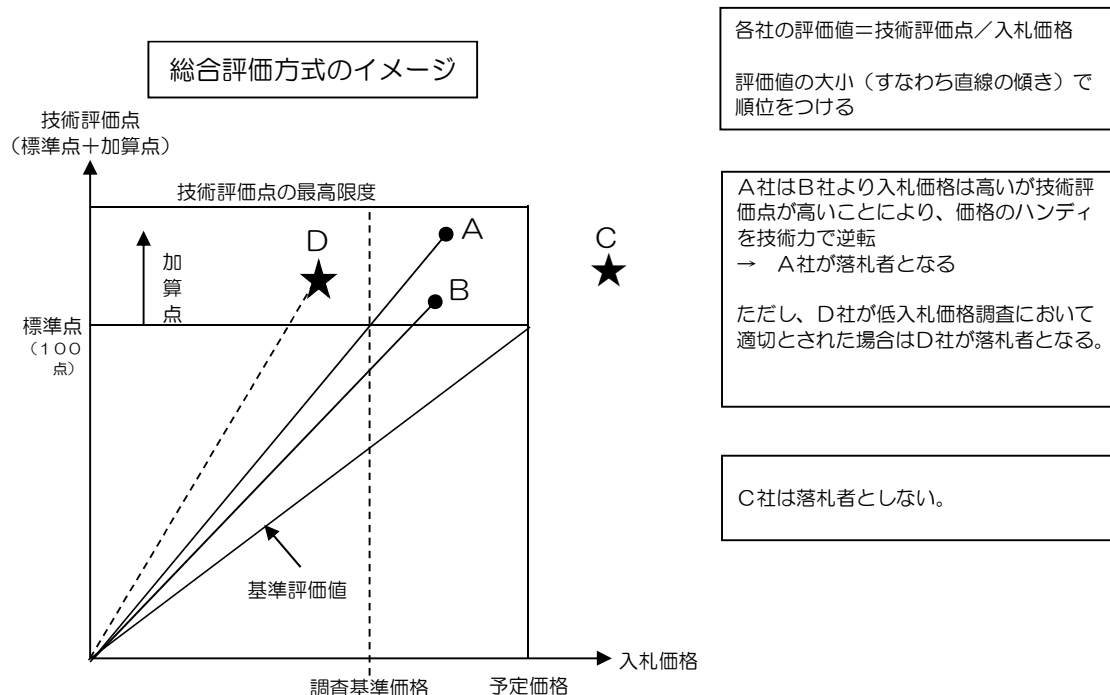 総合評価方式のイメージ
技術評価点
（標準点＋加算点）
技術評価点の最高限度
加
算
点
D
A
B
C
標準点
（１００
点）
基準評価値
入札価格
調査基準価格
予定価格
各社の評価値＝技術評価点／入札価格
評価値の大小（すなわち直線の傾き）で
順位をつける
Ａ社はＢ社より入札価格は高いが技術評
価点が高いことにより、価格のハンディ
を技術力で逆転
→　Ａ社が落札者となる
ただし、Ｄ社が低入札価格調査において
適切とされた場合はＤ社が落札者となる。
Ｃ社は落札者としない。